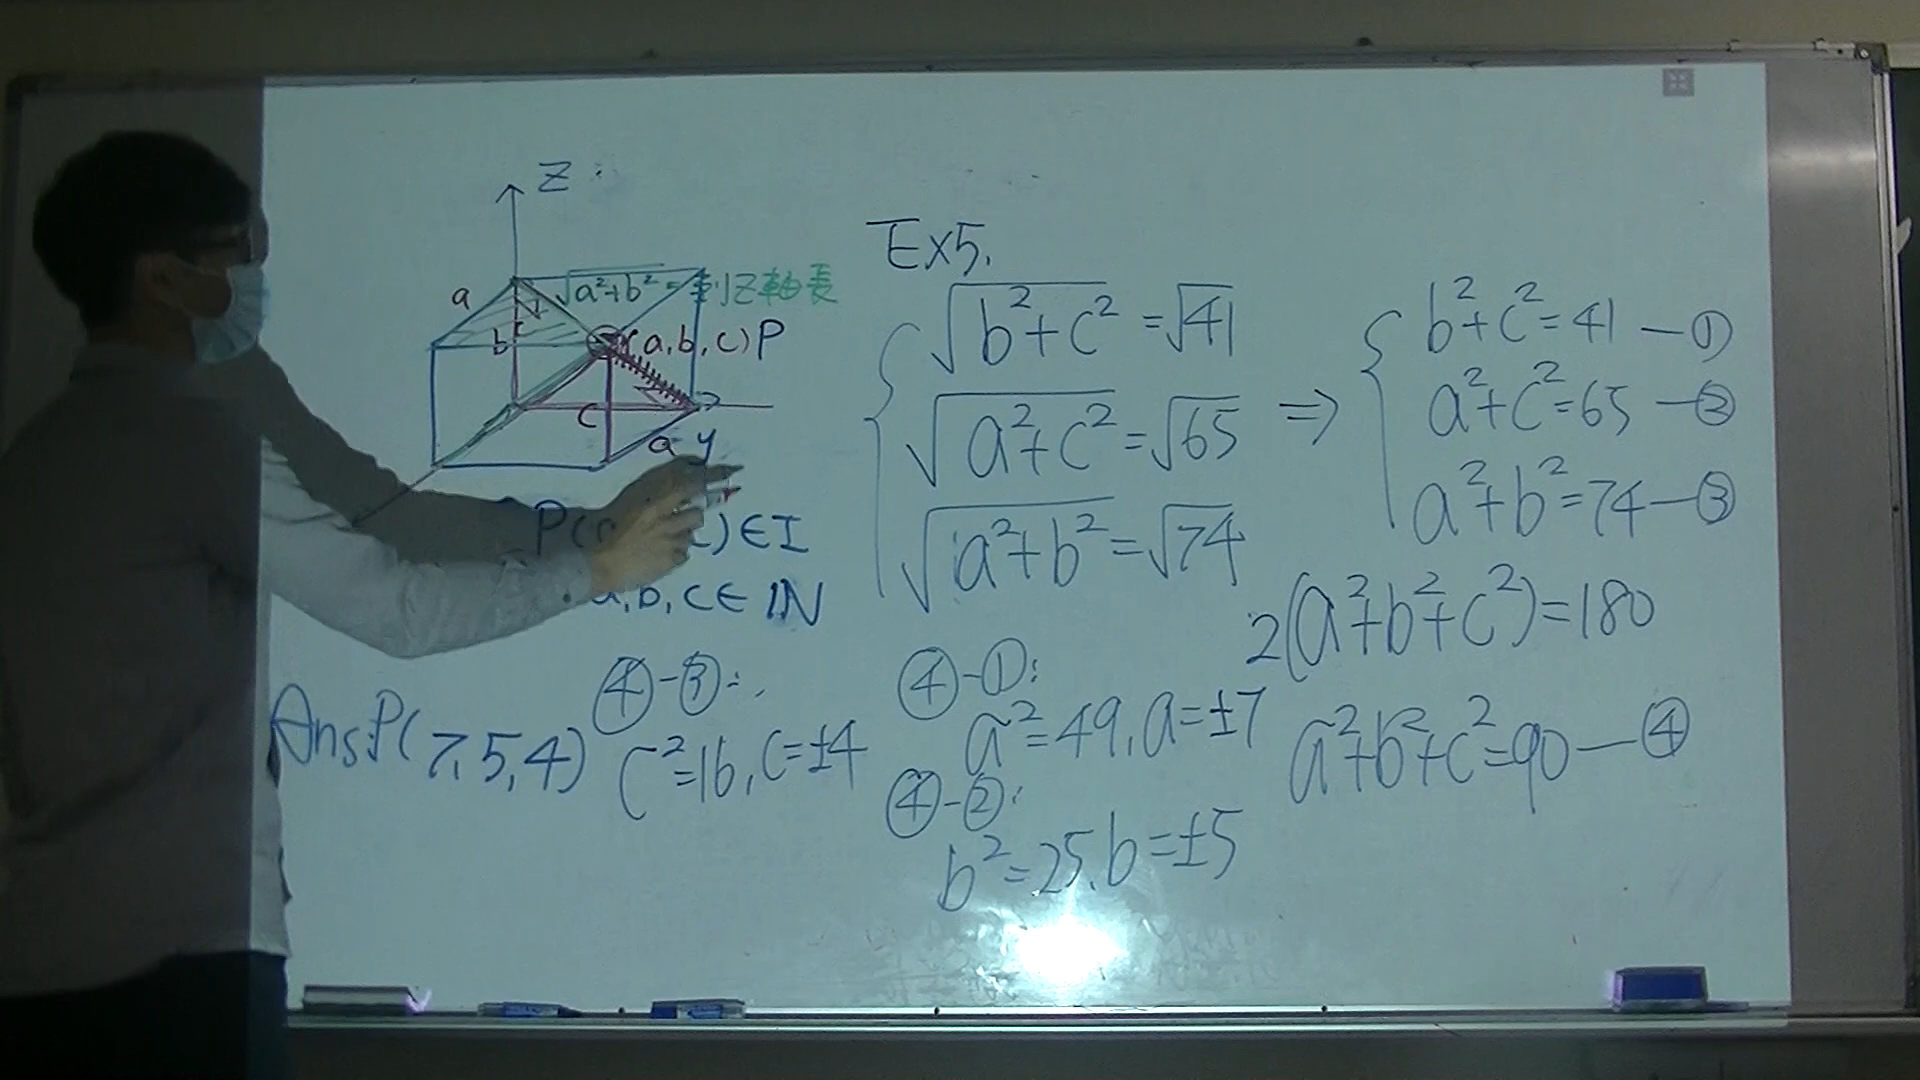 Z
a
√a²+b² = 到Z軸長
b
c
(a,b,c)P
C
a
y
Ex5.
√b²+c² = √41
√a²+c² = √65
√a²+b² = √74
⇒
b²+c²=41 —①
a²+c²=65 —②
a²+b²=74 —③
P( )∈I
a,b,c∈IN
2(a²+b²+c²)=180
a²+b²+c²=90 —④
④-①:
a²=49,a=±7
④-②:
b²=25,b=±5
④-③:
c²=16,c=±4
Ans:P(7,5,4)